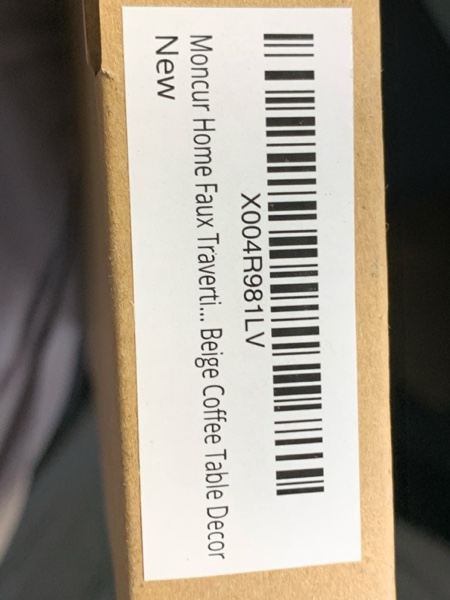 X004R981LV
Moncur Home Faux Traverti... Beige Coffee Table Decor
New